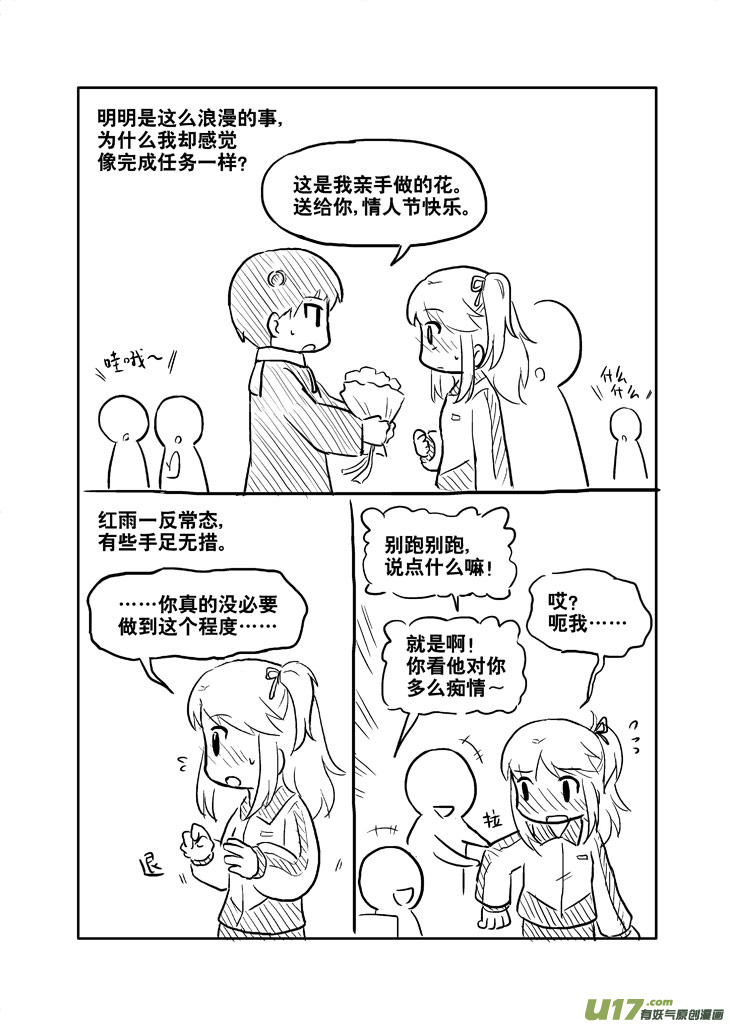 明明是这么浪漫的事，
为什么我却感觉
像完成任务一样？
这是我亲手做的花。
送给你，情人节快乐。
哇哦～
什么
什么
红雨一反常态，
有些手足无措。
……你真的没必要
做到这个程度……
退
别跑别跑，
说点什么嘛！
就是啊！
你看他对你
多么痴情～
哎？
呃我……
拉
U17.com
有妖气原创漫画